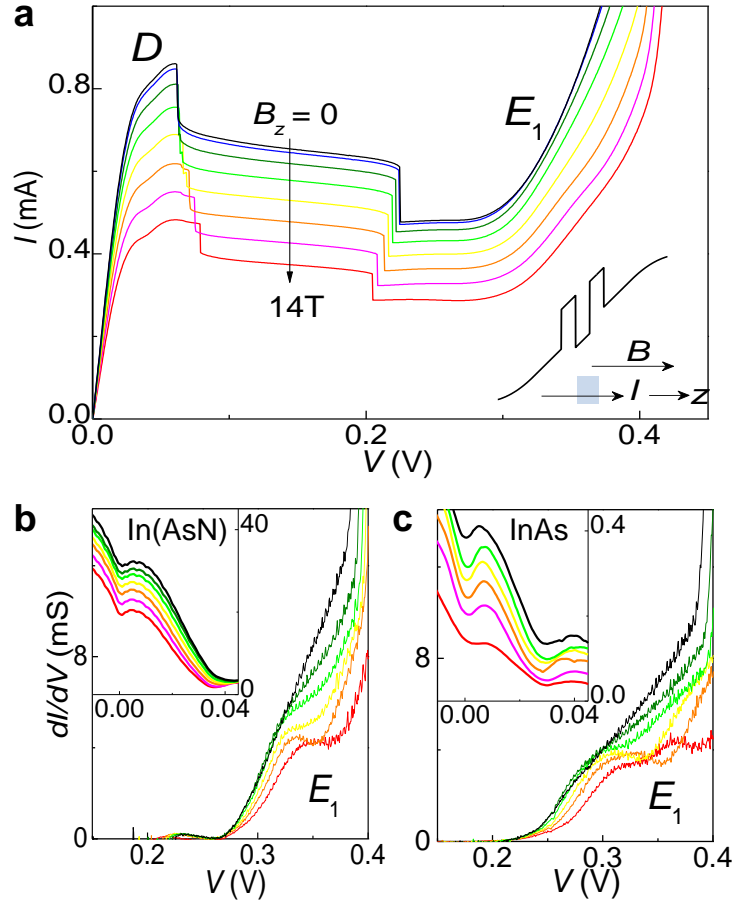 a
D
B_z = 0
E_1
14T
0.8
0.4
0.0
I (mA)
B
I
z
0.0
0.2
0.4
V (V)
b
In(AsN)
40
0
0.00
0.04
8
0
dI/dV (mS)
E_1
0.2
0.3
0.4
V (V)
c
InAs
0.4
0.0
0.00
0.04
8
0
E_1
0.2
0.3
0.4
V (V)